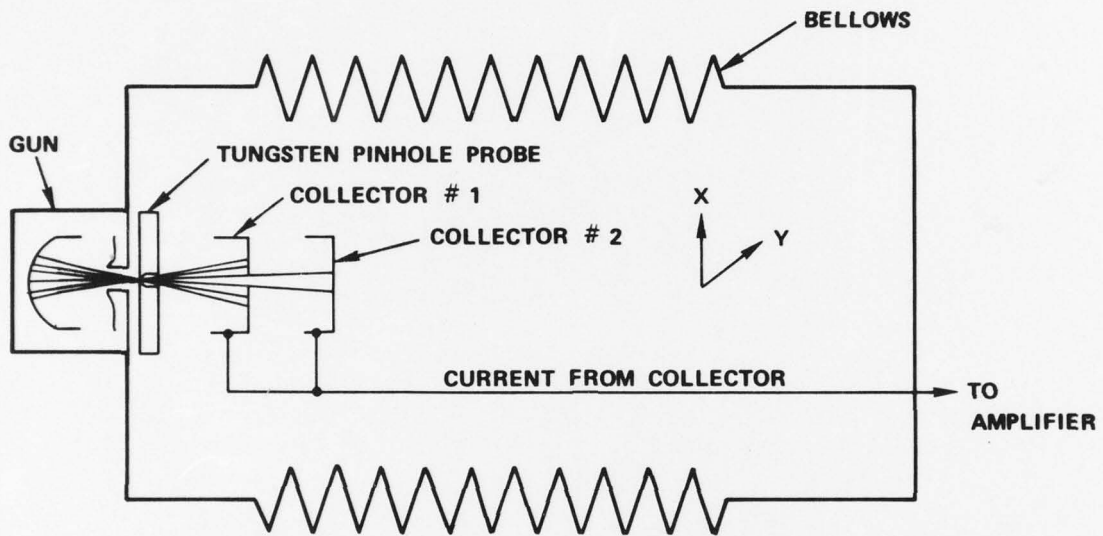 BELLOWS
GUN
TUNGSTEN PINHOLE PROBE
COLLECTOR # 1
COLLECTOR # 2
X
Y
CURRENT FROM COLLECTOR
TO
AMPLIFIER